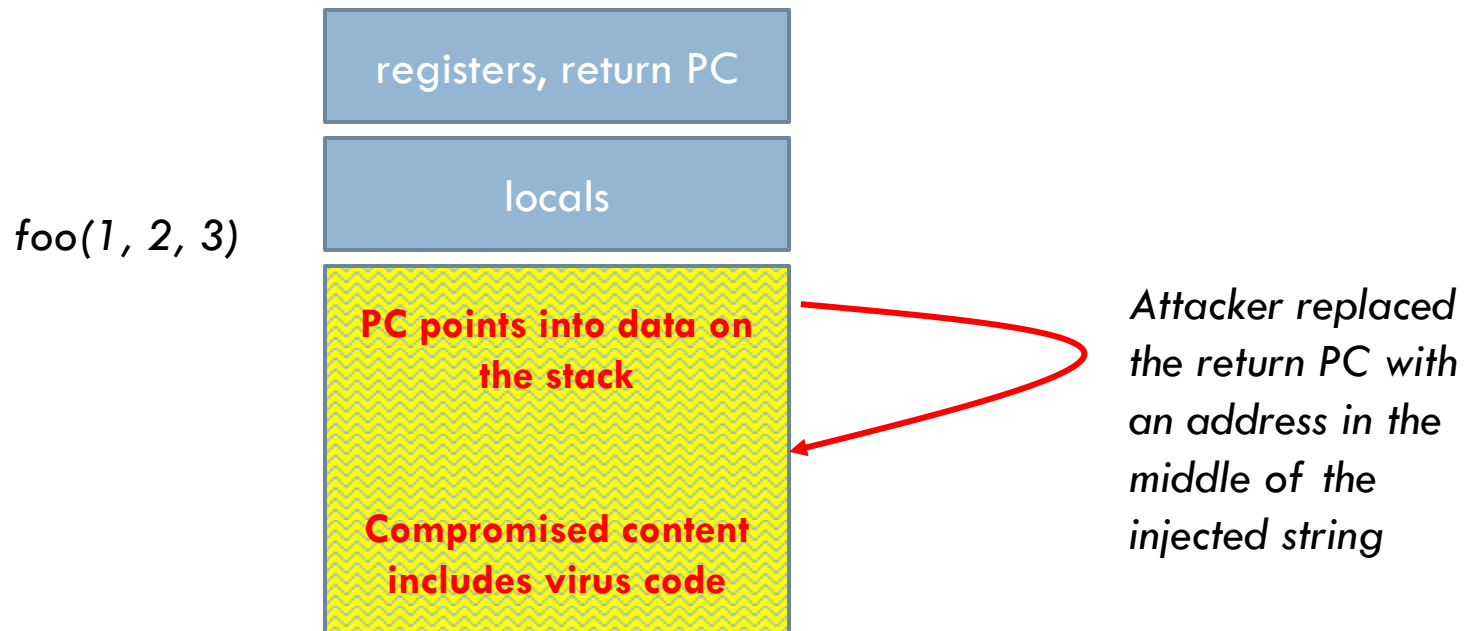 registers, return PC
locals
foo(1, 2, 3)
PC points into data on
the stack
Compromised content
includes virus code
Attacker replaced
the return PC with
an address in the
middle of the
injected string